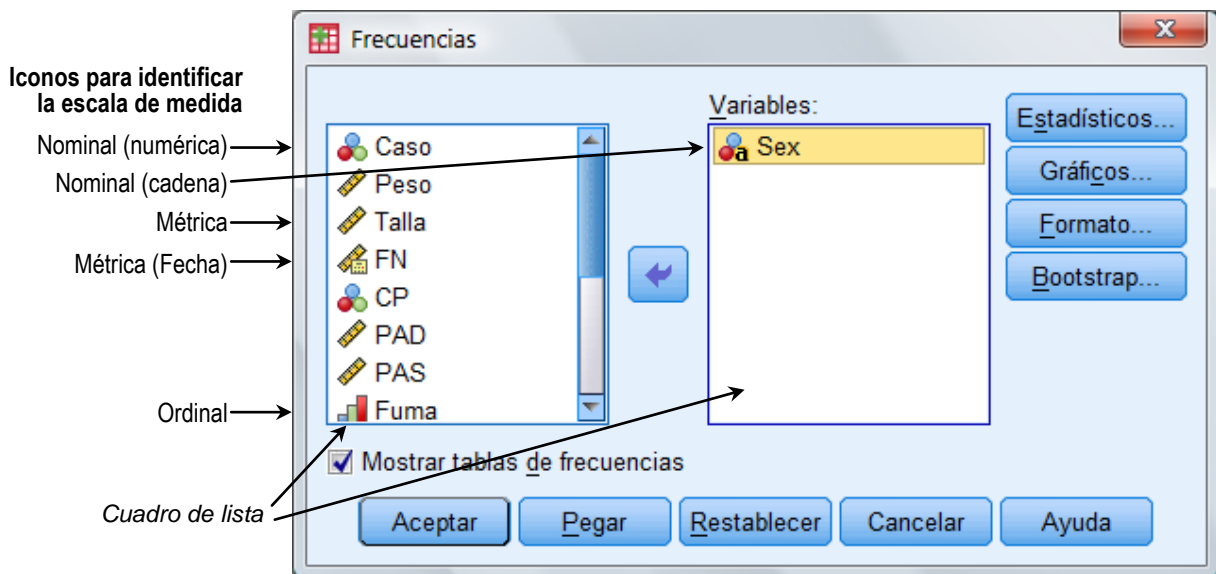 Frecuencias
Iconos para identificar
la escala de medida
Nominal (numérica)
Nominal (cadena)
Métrica
Métrica (Fecha)
Ordinal
Cuadro de lista
Caso
Peso
Talla
FN
CP
PAD
PAS
Fuma
Variables:
a Sex
Estadísticos...
Gráficos...
Formato...
Bootstrap...
Mostrar tablas de frecuencias
Aceptar
Pegar
Restablecer
Cancelar
Ayuda